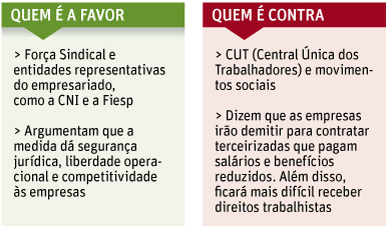 QUEM É A FAVOR
> Força Sindical e
entidades representativas
do empresariado,
como a CNI e a Fiesp
> Argumentam que a
medida dá segurança
jurídica, liberdade opera-
cional e competitividade
às empresas
QUEM É CONTRA
> CUT (Central Única dos
Trabalhadores) e movimen-
tos sociais
> Dizem que as empresas
irão demitir para contratar
terceirizadas que pagam
salários e benefícios
reduzidos. Além disso,
ficará mais difícil receber
direitos trabalhistas